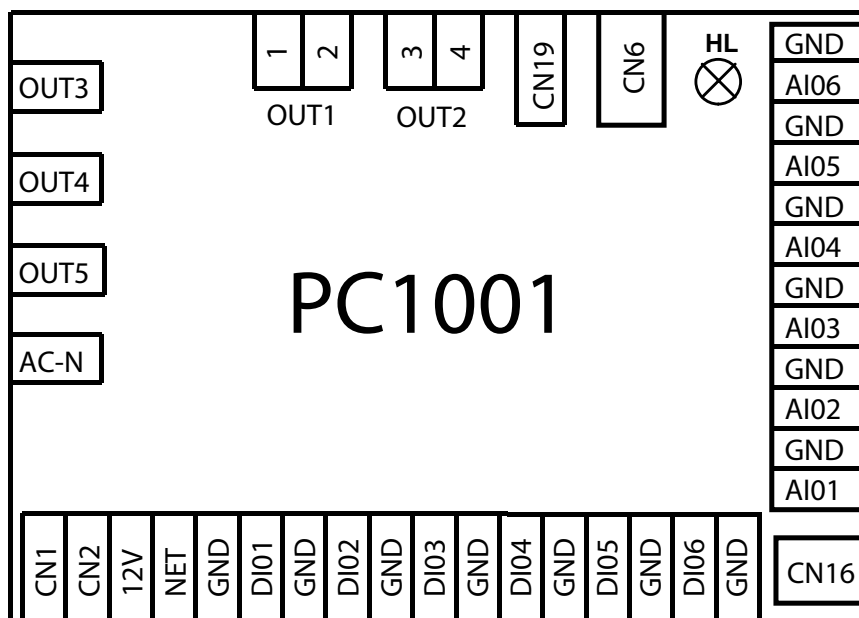 1
2
3
4
CN19
CN6
HL
OUT1
OUT2
OUT3
OUT4
OUT5
AC-N
PC1001
GND
AI06
GND
AI05
GND
AI04
GND
AI03
GND
AI02
GND
AI01
CN16
CN1
CN2
12V
NET
GND
DI01
GND
DI02
GND
DI03
GND
DI04
GND
DI05
GND
DI06
GND